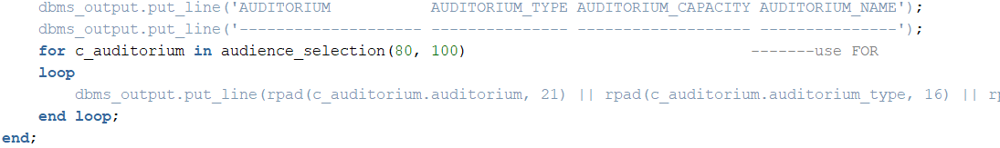 dbms_output.put_line('AUDITORIUM           AUDITORIUM_TYPE AUDITORIUM_CAPACITY AUDITORIUM_NAME');
dbms_output.put_line('-------------------- --------------- ------------------- ---------------');
for c_auditorium in audience_selection(80, 100)                               -------use FOR
loop
dbms_output.put_line(rpad(c_auditorium.auditorium, 21) || rpad(c_auditorium.auditorium_type, 16) ||
end loop;
end;